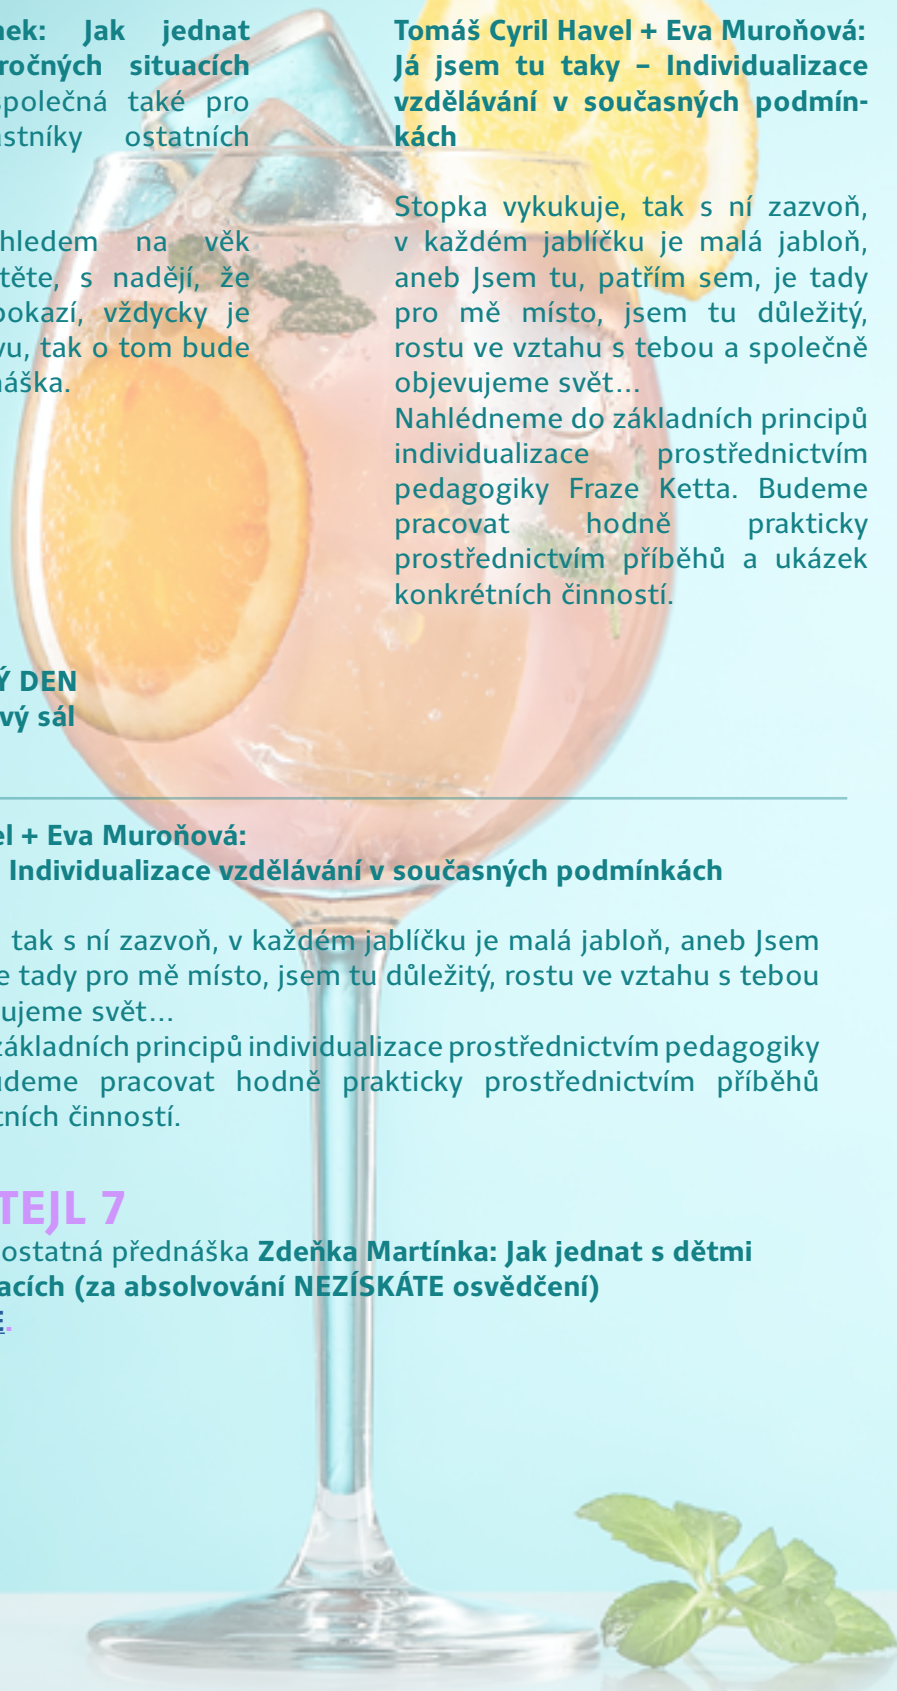 nek: Jak jednat
ročných situacích
společná také pro
astníky ostatních
hledem na věk
těte, s nadějí, že
pokazí, vždycky je
vu, tak o tom bude
náška.
Ý DEN
vý sál
Tomáš Cyril Havel + Eva Muroňová:
Já jsem tu taky – Individualizace
vzdělávání v současných podmín-
kách
Stopka vykukuje, tak s ní zazvoň,
v každém jablíčku je malá jabloň,
aneb Jsem tu, patřím sem, je tady
pro mě místo, jsem tu důležitý,
rostu ve vztahu s tebou a společně
objevujeme svět…
Nahlédneme do základních principů
individualizace prostřednictvím
pedagogiky Fraze Ketta. Budeme
pracovat hodně prakticky
prostřednictvím příběhů a ukázek
konkrétních činností.
el + Eva Muroňová:
Individualizace vzdělávání v současných podmínkách
tak s ní zazvoň, v každém jablíčku je malá jabloň, aneb Jsem
e tady pro mě místo, jsem tu důležitý, rostu ve vztahu s tebou
ujeme svět…
základních principů individualizace prostřednictvím pedagogiky
udeme pracovat hodně prakticky prostřednictvím příběhů
tních činností.
TEJL 7
ostatná přednáška Zdeňka Martínka: Jak jednat s dětmi
acích (za absolvování NEZÍSKÁTE osvědčení)
E.